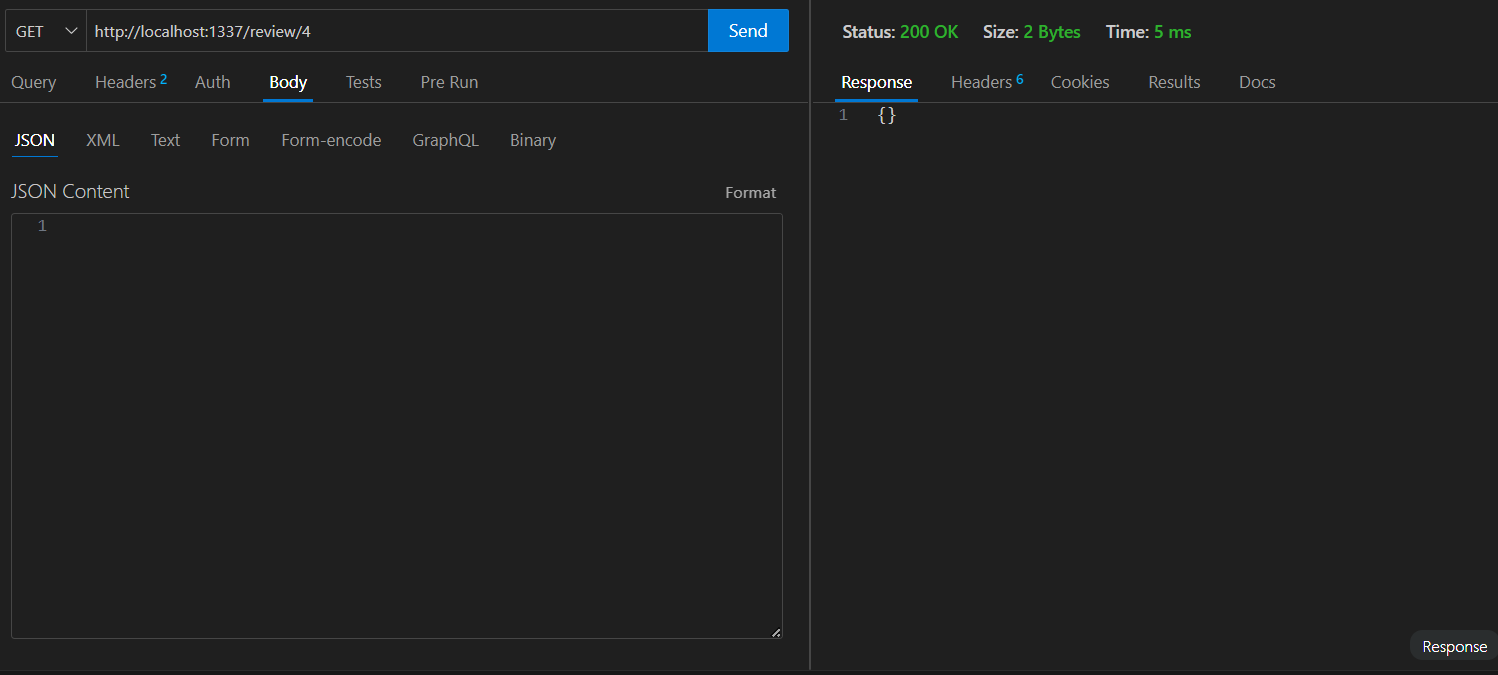 GET http://localhost:1337/review/4 Send
Query Headers 2 Auth Body Tests Pre Run
JSON XML Text Form Form-encode GraphQL Binary
JSON Content Format
1
Status: 200 OK Size: 2 Bytes Time: 5 ms
Response Headers 6 Cookies Results Docs
1 {}
Response